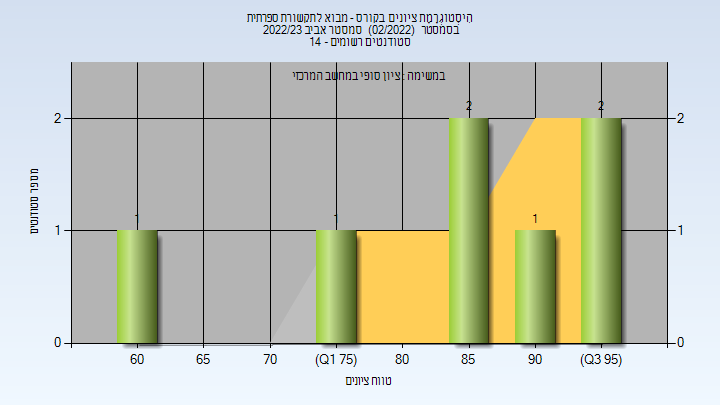 היסטוגרמת ציונים בקורס - מבוא לתקשורת ספרתית
בסמסטר (02/2022) סמסטר אביב 2022/23
סטודנטים רשומים - 14
במשימה : ציון סופי במחשב המרכזי
2
2
1
1
1
2
2
1
1
0
0
מספר סטודנטים
60
65
70
(Q1 75)
80
85
90
(Q3 95)
טווח ציונים